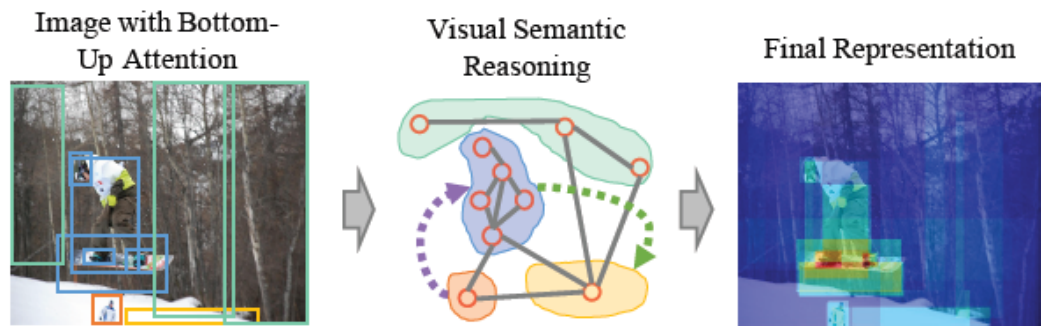 Image with Bottom-
Up Attention
Visual Semantic
Reasoning
Final Representation